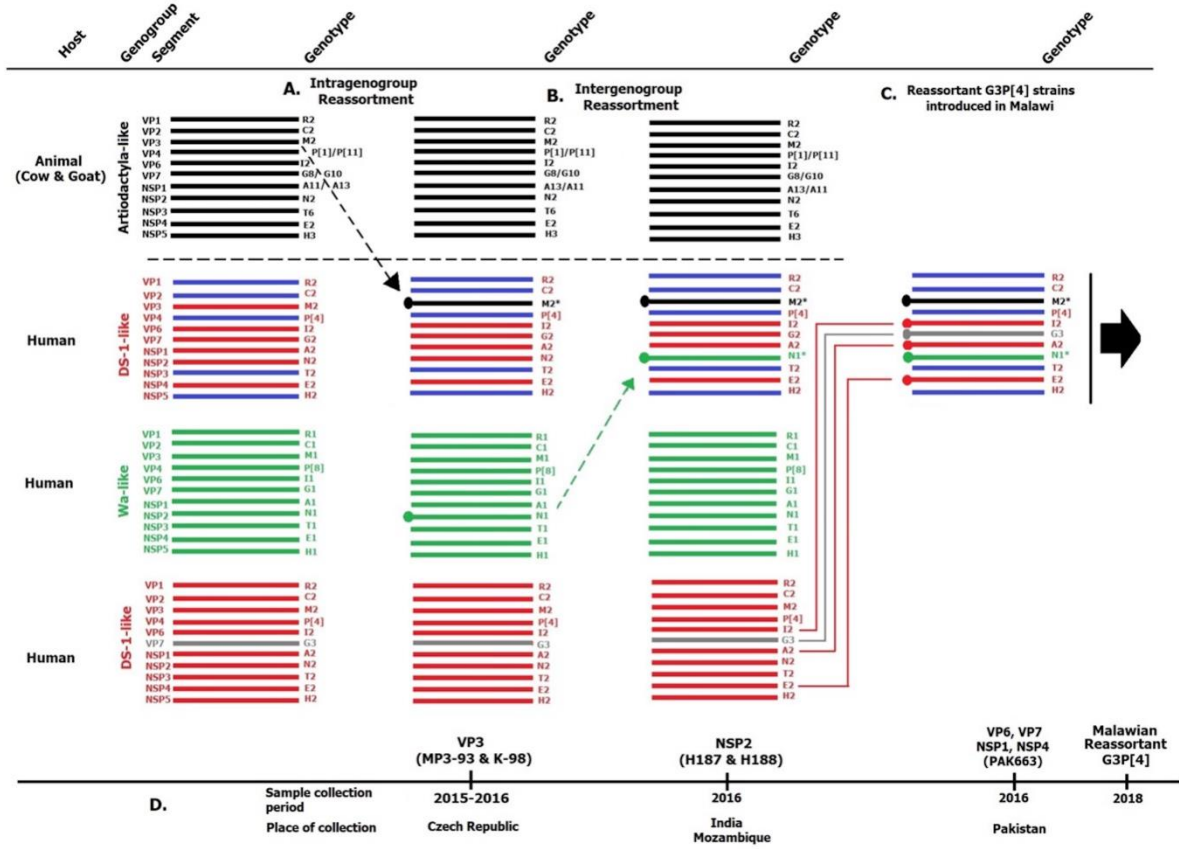 Host
Genogroup
Segment
Genotype
Genotype
Genotype
Genotype
A. Intragenogroup
Reassortment
B. Intergenogroup
Reassortment
C. Reassortant G3P[4] strains
introduced in Malawi
Animal
(Cow & Goat)
Artiodactyla-like
VP1 R2
VP2 C2
VP3 M2
VP4 P[1]/P[11]
VP6 I2
VP7 G8/G10
NSP1 A11/A13
NSP2 N2
NSP3 T6
NSP4 E2
NSP5 H3
R2
C2
M2
P[1]/P[11]
I2
G8/G10
A13/A11
N2
T6
E2
H3
R2
C2
M2
P[1]/P[11]
I2
G8/G10
A13/A11
N2
T6
E2
H3
Human
DS-1-like
VP1 R2
VP2 C2
VP3 M2
VP4 P[4]
VP6 I2
VP7 G2
NSP1 A2
NSP2 N2
NSP3 T2
NSP4 E2
NSP5 H2
R2
C2
M2*
P[4]
I2
G2
A2
N2
T2
E2
H2
R2
C2
M2*
P[4]
I2
G2
A2
N1*
T2
E2
H2
R2
C2
M2*
P[4]
I2
G3
A2
N1*
T2
E2
H2
Human
Wa-like
VP1 R1
VP2 C1
VP3 M1
VP4 P[8]
VP6 I1
VP7 G1
NSP1 A1
NSP2 N1
NSP3 T1
NSP4 E1
NSP5 H1
R1
C1
M1
P[8]
I1
G1
A1
N1
T1
E1
H1
R1
C1
M1
P[8]
I1
G1
A1
N1
T1
E1
H1
Human
DS-1-like
VP1 R2
VP2 C2
VP3 M2
VP4 P[4]
VP6 I2
VP7 G3
NSP1 A2
NSP2 N2
NSP3 T2
NSP4 E2
NSP5 H2
R2
C2
M2
P[4]
I2
G3
A2
N2
T2
E2
H2
R2
C2
M2
P[4]
I2
G3
A2
N2
T2
E2
H2
VP3
(MP3-93 & K-98)
NSP2
(H187 & H188)
VP6, VP7
NSP1, NSP4
(PAK663)
Malawian
Reassortant
G3P[4]
D.
Sample collection
period
2015-2016
2016
2016
2018
Place of collection
Czech Republic
India
Mozambique
Pakistan